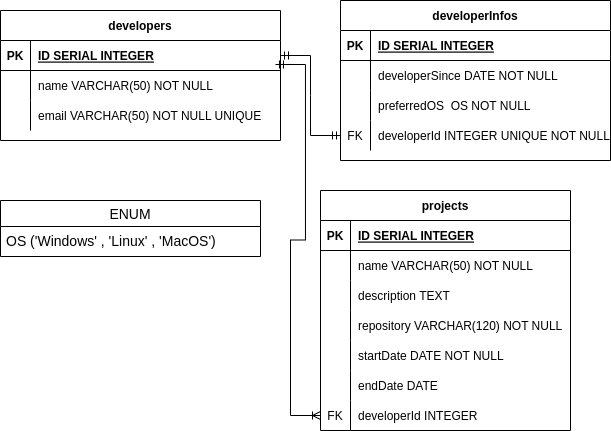 developers
PK ID SERIAL INTEGER
name VARCHAR(50) NOT NULL
email VARCHAR(50) NOT NULL UNIQUE
developerInfos
PK ID SERIAL INTEGER
developerSince DATE NOT NULL
preferredOS OS NOT NULL
FK developerId INTEGER UNIQUE NOT NULL
ENUM
OS ('Windows' , 'Linux' , 'MacOS')
projects
PK ID SERIAL INTEGER
name VARCHAR(50) NOT NULL
description TEXT
repository VARCHAR(120) NOT NULL
startDate DATE NOT NULL
endDate DATE
FK developerId INTEGER